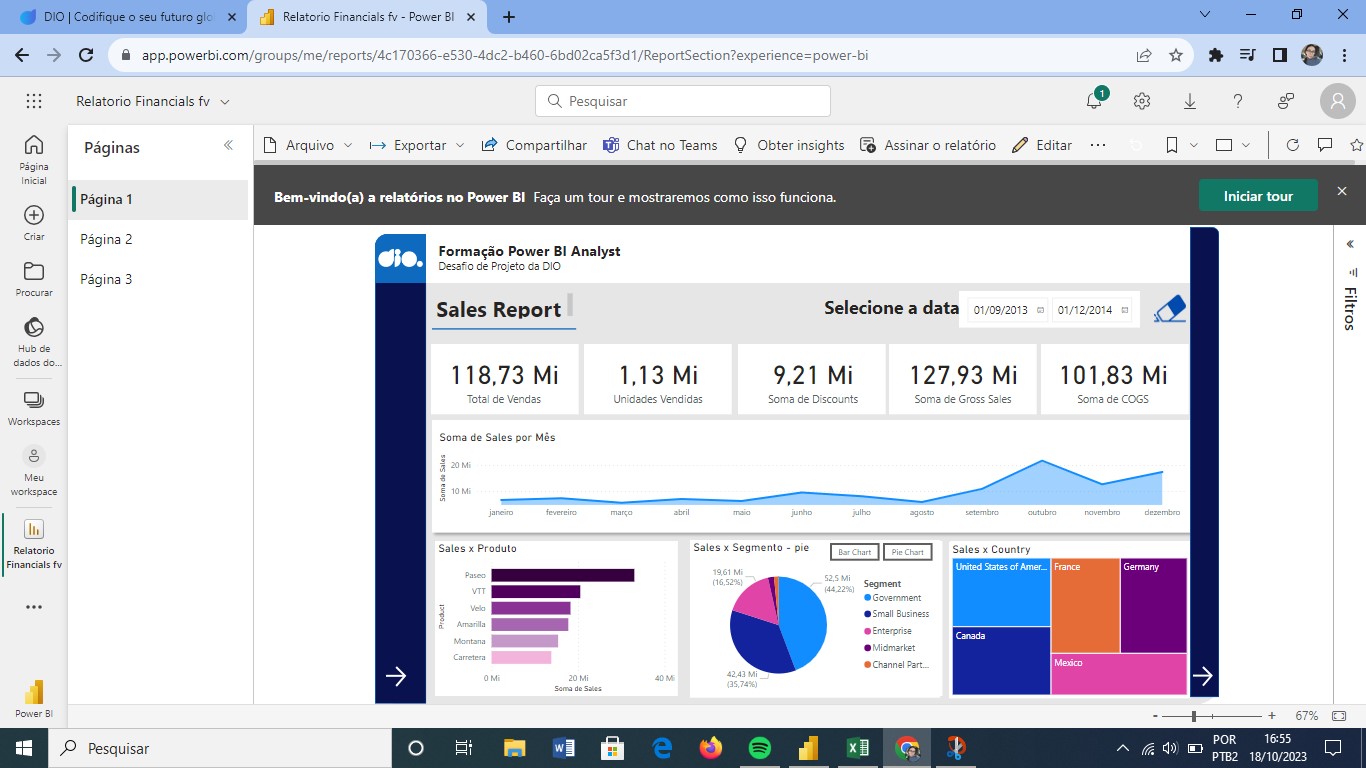 DIO | Codifique o seu futuro glo
Relatorio Financials fv - Power BI
app.powerbi.com/groups/me/reports/4c170366-e530-4dc2-b460-6bd02ca5f3d1/ReportSection?experience=power-bi
Relatorio Financials fv
Pesquisar
1
Página Inicial
Criar
Procurar
Hub de dados do...
Workspaces
Meu workspace
Relatorio Financials fv
Power BI
Páginas
Página 1
Página 2
Página 3
Arquivo Exportar Compartilhar Chat no Teams Obter insights Assinar o relatório Editar
Bem-vindo(a) a relatórios no Power BI Faça um tour e mostraremos como isso funciona.
Iniciar tour
Filtros
dio.
Formação Power BI Analyst
Desafio de Projeto da DIO
Sales Report
Selecione a data
01/09/2013 01/12/2014
118,73 Mi
Total de Vendas
1,13 Mi
Unidades Vendidas
9,21 Mi
Soma de Discounts
127,93 Mi
Soma de Gross Sales
101,83 Mi
Soma de COGS
Soma de Sales por Mês
Soma de Sales
20 Mi
10 Mi
janeiro fevereiro março abril maio junho julho agosto setembro outubro novembro dezembro
Sales x Produto
Product
Paseo
VTT
Velo
Amarilla
Montana
Carretera
0 Mi 20 Mi 40 Mi
Soma de Sales
Sales x Segmento - pie
Bar Chart
Pie Chart
19,61 Mi
(16,52%)
52,5 Mi
(44,22%)
42,43 Mi
(35,74%)
Segment
Government
Small Business
Enterprise
Midmarket
Channel Part...
Sales x Country
United States of Amer...
France
Germany
Canada
Mexico
67%
Pesquisar
POR
PTB2
16:55
18/10/2023